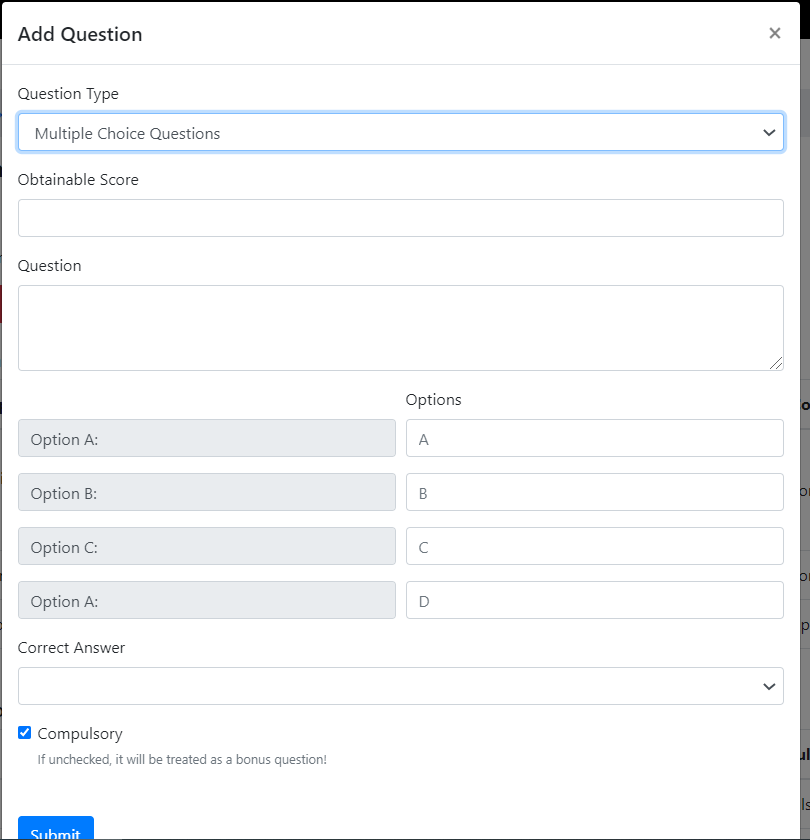 Add Question ×
Question Type
Multiple Choice Questions
Obtainable Score
Question
Options
Option A: A
Option B: B
Option C: C
Option A: D
Correct Answer
Compulsory
If unchecked, it will be treated as a bonus question!
Submit